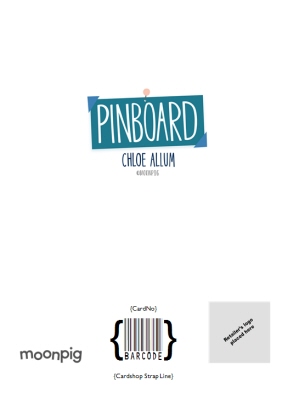 PINBOARD
CHLOE ALLUM
{CardNo}
{BARCODE}
Retailer's logo
placed here
moonpig
{Cardshop Strap Line}